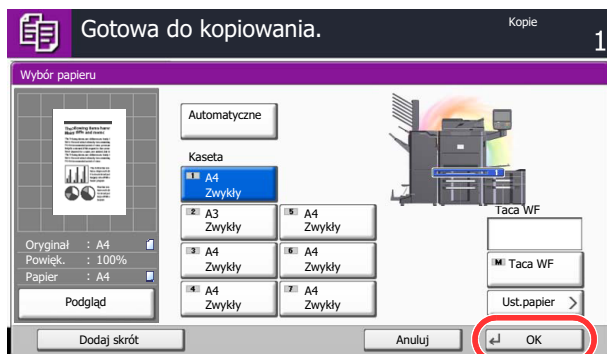 Gotowa do kopiowania.
Kopie
1
Wybór papieru
Automatyczne
Kaseta
1 A4
Zwykły
2 A3
Zwykły
5 A4
Zwykły
3 A4
Zwykły
6 A4
Zwykły
4 A4
Zwykły
7 A4
Zwykły
1
Taca WF
M Taca WF
Ust.papier
Oryginał : A4
Powięk. : 100%
Papier : A4
Podgląd
Dodaj skrót
Anuluj
OK